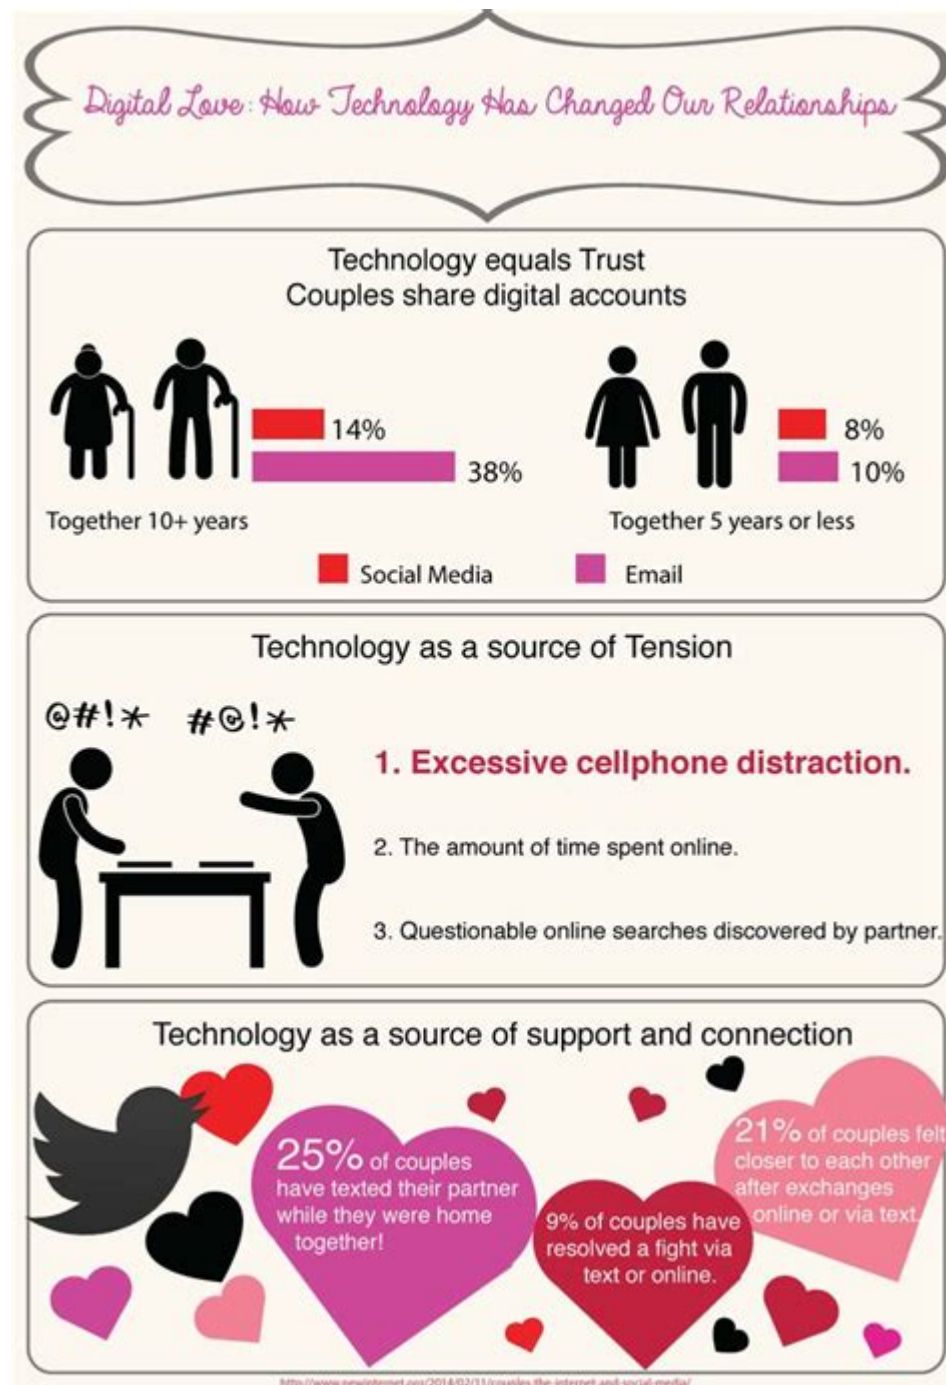 Digital Love: How Technology Has Changed Our Relationships
Technology equals Trust
Couples share digital accounts
14%
38%
Together 10+ years
8%
10%
Together 5 years or less
Social Media
Email
Technology as a source of Tension
@#!* #@!*
1. Excessive cellphone distraction.
2. The amount of time spent online.
3. Questionable online searches discovered by partner.
Technology as a source of support and connection
25% of couples
have texted their partner
while they were home
together!
9% of couples have
resolved a fight via
text or online.
21% of couples felt
closer to each other
after exchanges
online or via text.